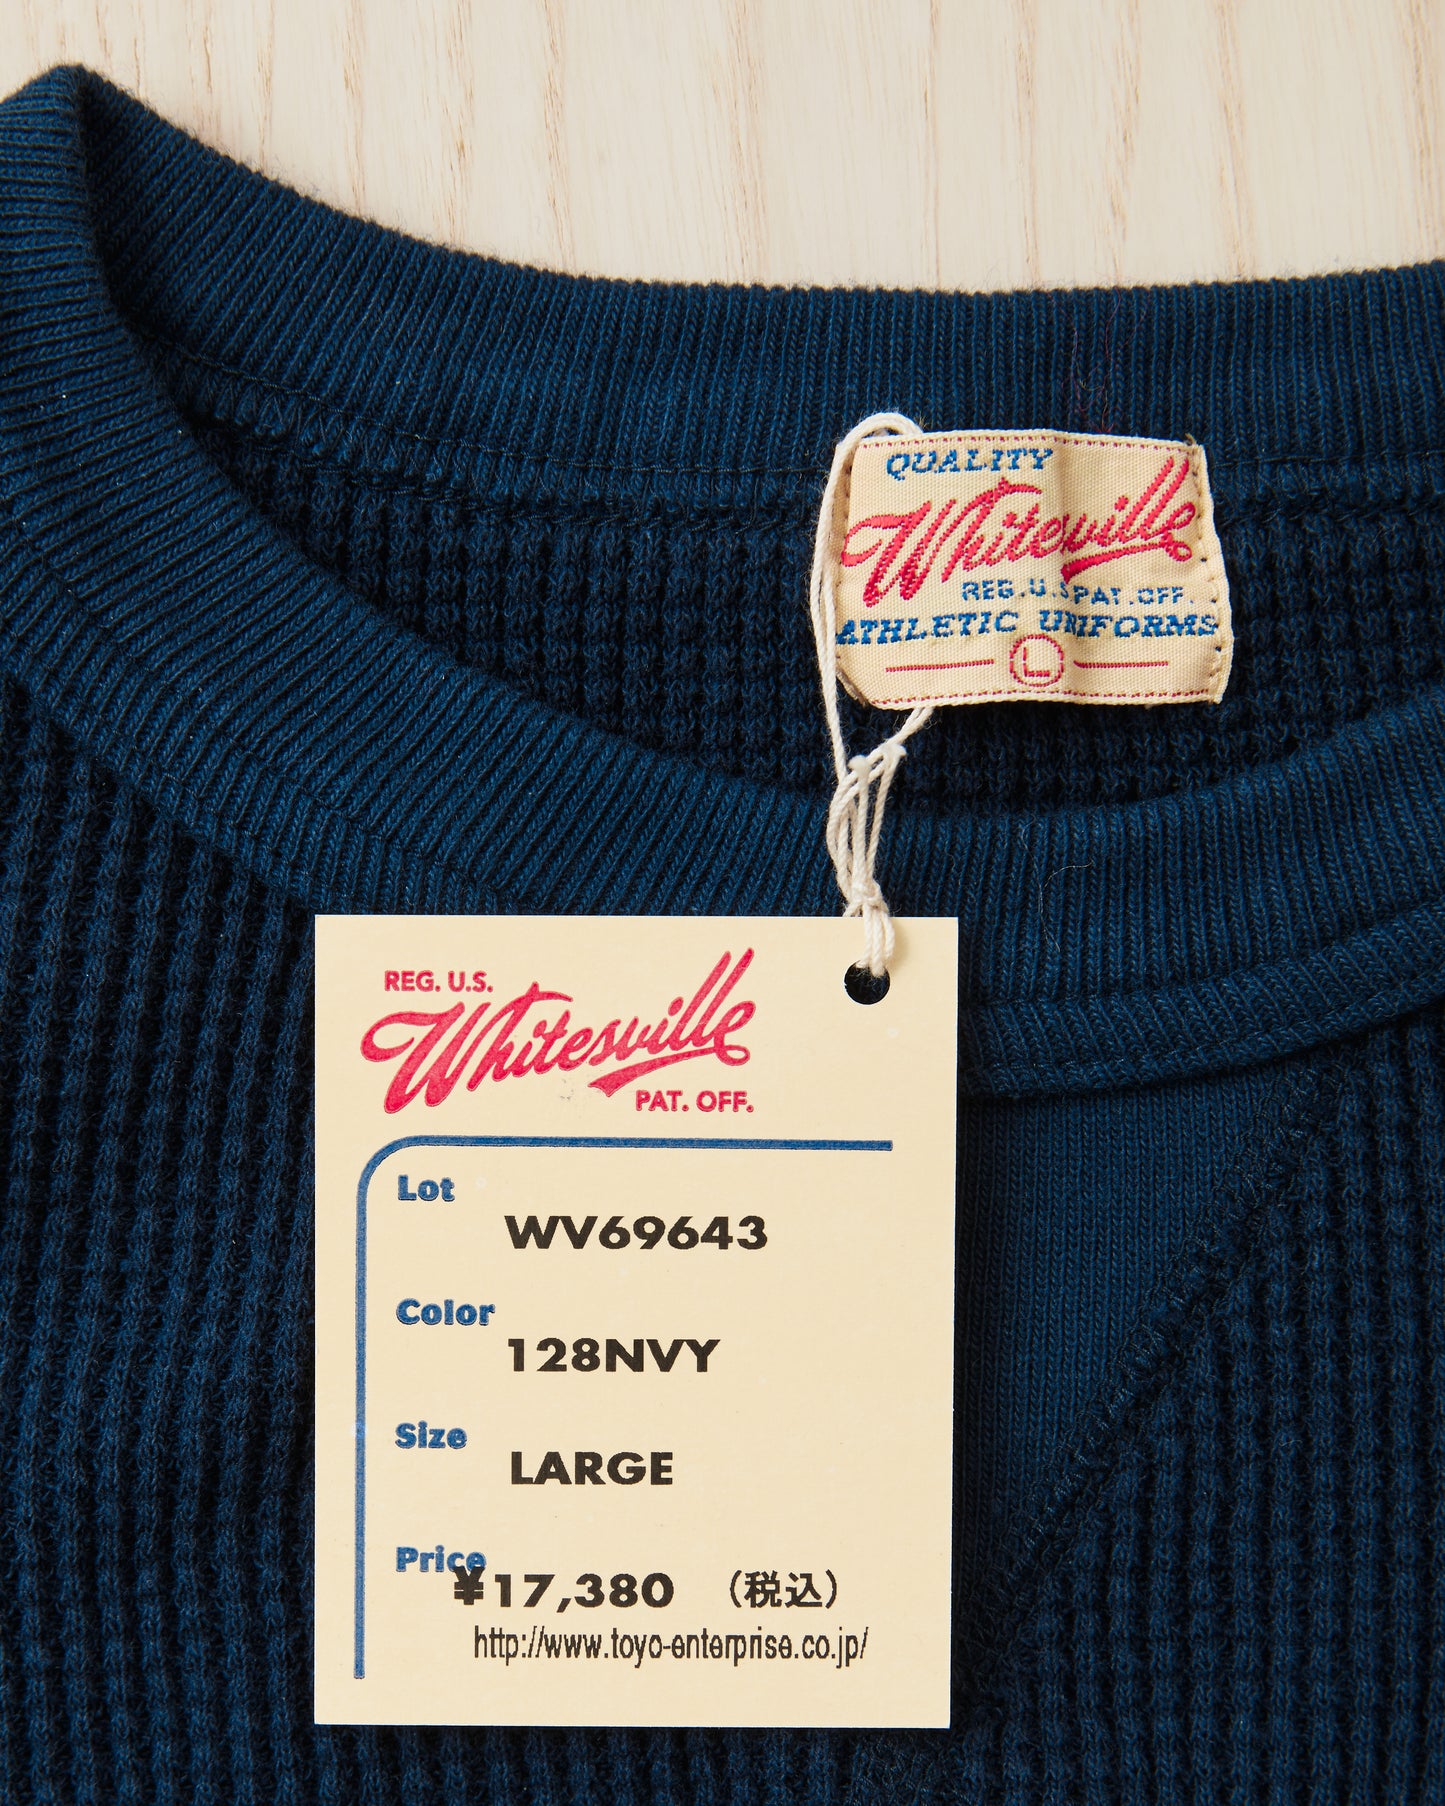 QUALITY
Whitesville
REG.U.S PAT.OFF.
ATHLETIC UNIFORMS
L
REG. U.S.
Whitesville
PAT. OFF.
Lot
WV69643
Color
128NVY
Size
LARGE
Price
¥17,380 (税込)
http://www.toyo-enterprise.co.jp/